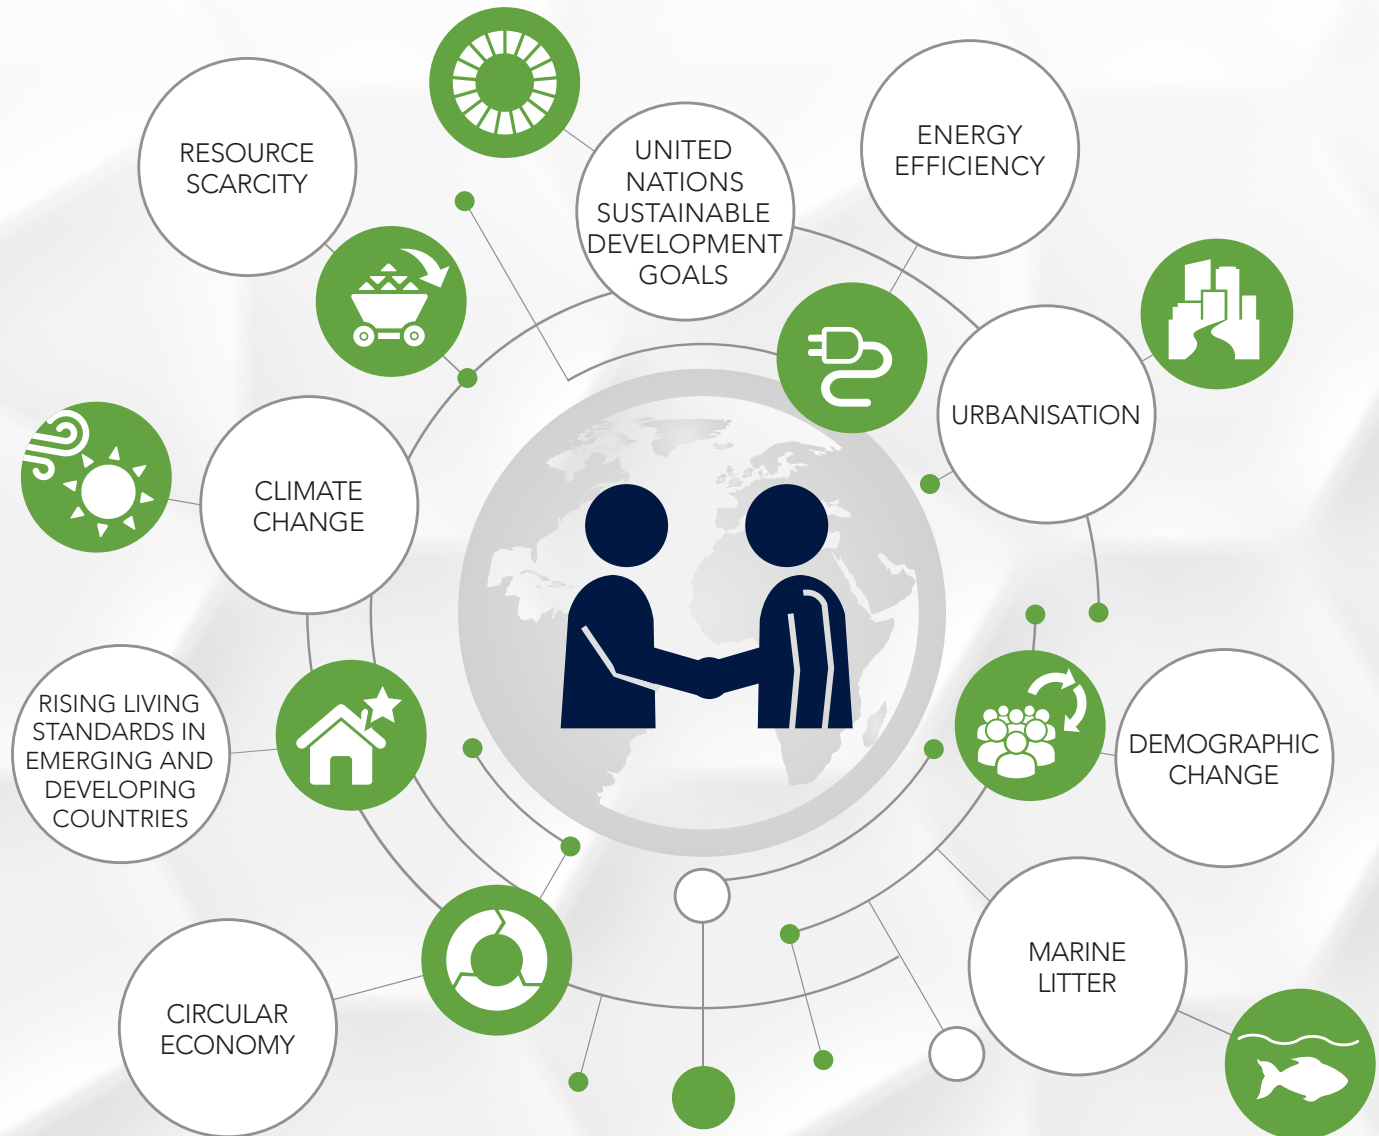 RESOURCE
SCARCITY
UNITED
NATIONS
SUSTAINABLE
DEVELOPMENT
GOALS
ENERGY
EFFICIENCY
URBANISATION
CLIMATE
CHANGE
RISING LIVING
STANDARDS IN
EMERGING AND
DEVELOPING
COUNTRIES
DEMOGRAPHIC
CHANGE
CIRCULAR
ECONOMY
MARINE
LITTER